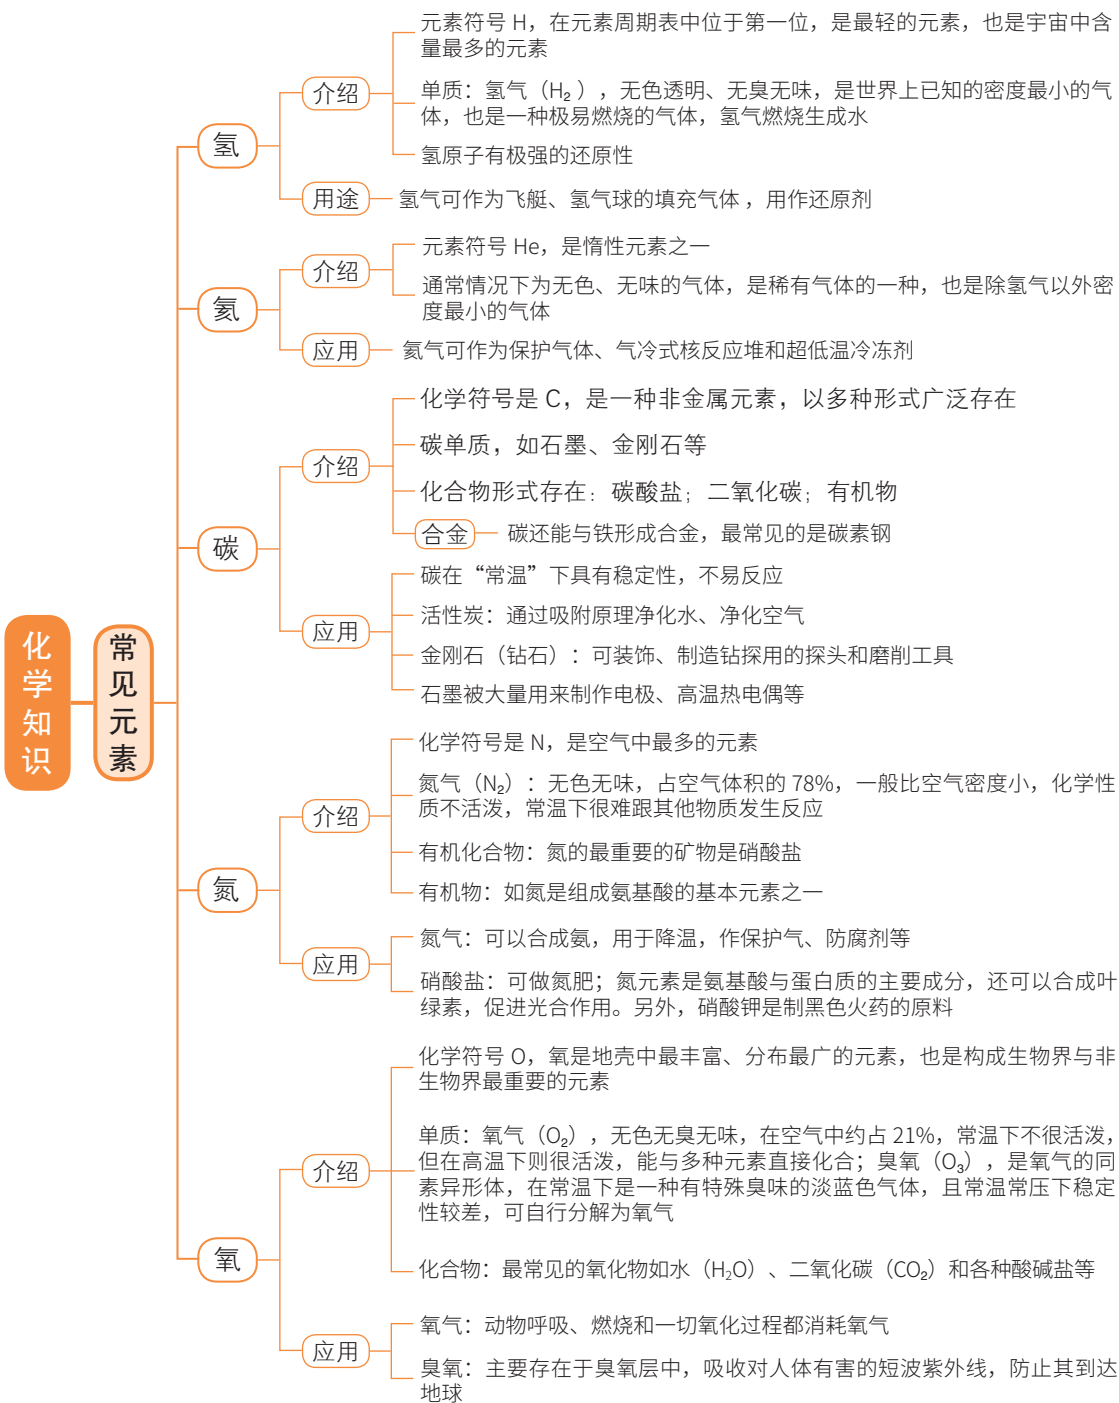 化学知识
常见元素
氢
介绍
元素符号 H，在元素周期表中位于第一位，是最轻的元素，也是宇宙中含
量最多的元素
单质：氢气（H₂ ），无色透明、无臭无味，是世界上已知的密度最小的气
体，也是一种极易燃烧的气体，氢气燃烧生成水
氢原子有极强的还原性
用途
氢气可作为飞艇、氢气球的填充气体 ，用作还原剂
氦
介绍
元素符号 He，是惰性元素之一
通常情况下为无色、无味的气体，是稀有气体的一种，也是除氢气以外密
度最小的气体
应用
氦气可作为保护气体、气冷式核反应堆和超低温冷冻剂
碳
介绍
化学符号是 C，是一种非金属元素，以多种形式广泛存在
碳单质，如石墨、金刚石等
化合物形式存在：碳酸盐；二氧化碳；有机物
合金
碳还能与铁形成合金，最常见的是碳素钢
应用
碳在“常温”下具有稳定性，不易反应
活性炭：通过吸附原理净化水、净化空气
金刚石（钻石）：可装饰、制造钻探用的探头和磨削工具
石墨被大量用来制作电极、高温热电偶等
氮
介绍
化学符号是 N，是空气中最多的元素
氮气（N₂）：无色无味，占空气体积的 78%，一般比空气密度小，化学性
质不活泼，常温下很难跟其他物质发生反应
有机化合物：氮的最重要的矿物是硝酸盐
有机物：如氮是组成氨基酸的基本元素之一
应用
氮气：可以合成氨，用于降温，作保护气、防腐剂等
硝酸盐：可做氮肥；氮元素是氨基酸与蛋白质的主要成分，还可以合成叶
绿素，促进光合作用。另外，硝酸钾是制黑色火药的原料
氧
介绍
化学符号 O，氧是地壳中最丰富、分布最广的元素，也是构成生物界与非
生物界最重要的元素
单质：氧气（O₂），无色无臭无味，在空气中约占 21%，常温下不很活泼，
但在高温下则很活泼，能与多种元素直接化合；臭氧（O₃），是氧气的同
素异形体，在常温下是一种有特殊臭味的淡蓝色气体，且常温常压下稳定
性较差，可自行分解为氧气
化合物：最常见的氧化物如水（H₂O）、二氧化碳（CO₂）和各种酸碱盐等
应用
氧气：动物呼吸、燃烧和一切氧化过程都消耗氧气
臭氧：主要存在于臭氧层中，吸收对人体有害的短波紫外线，防止其到达
地球